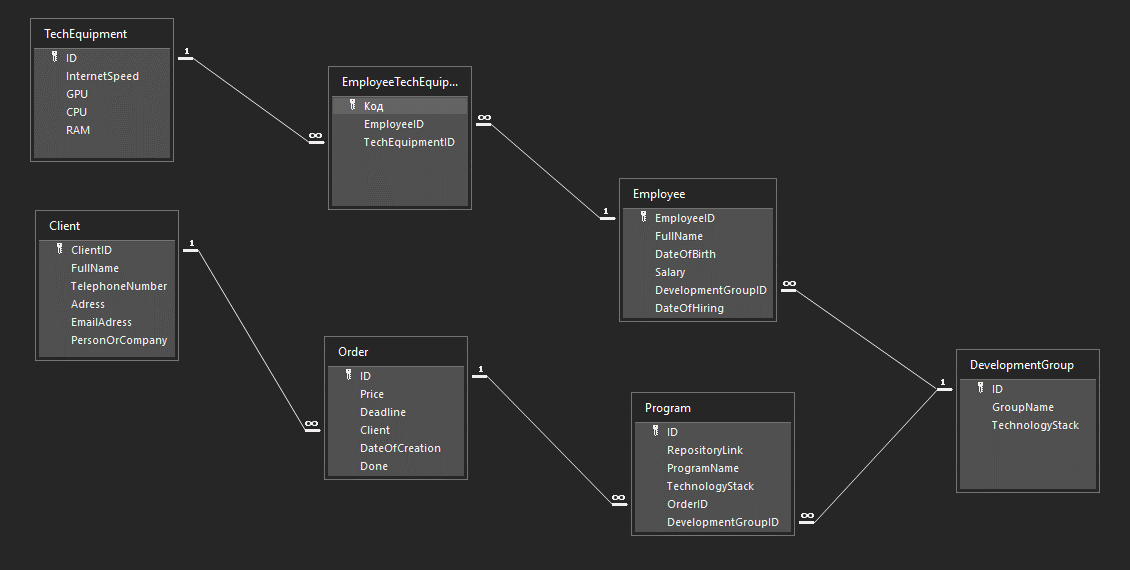 TechEquipment
ID
InternetSpeed
GPU
CPU
RAM
1
∞
EmployeeTechEquip...
Код
EmployeeID
TechEquipmentID
∞
1
Employee
EmployeeID
FullName
DateOfBirth
Salary
DevelopmentGroupID
DateOfHiring
∞
Client
ClientID
FullName
TelephoneNumber
Adress
EmailAdress
PersonOrCompany
1
∞
Order
ID
Price
Deadline
Client
DateOfCreation
Done
1
∞
Program
ID
RepositoryLink
ProgramName
TechnologyStack
OrderID
DevelopmentGroupID
∞
1
DevelopmentGroup
ID
GroupName
TechnologyStack